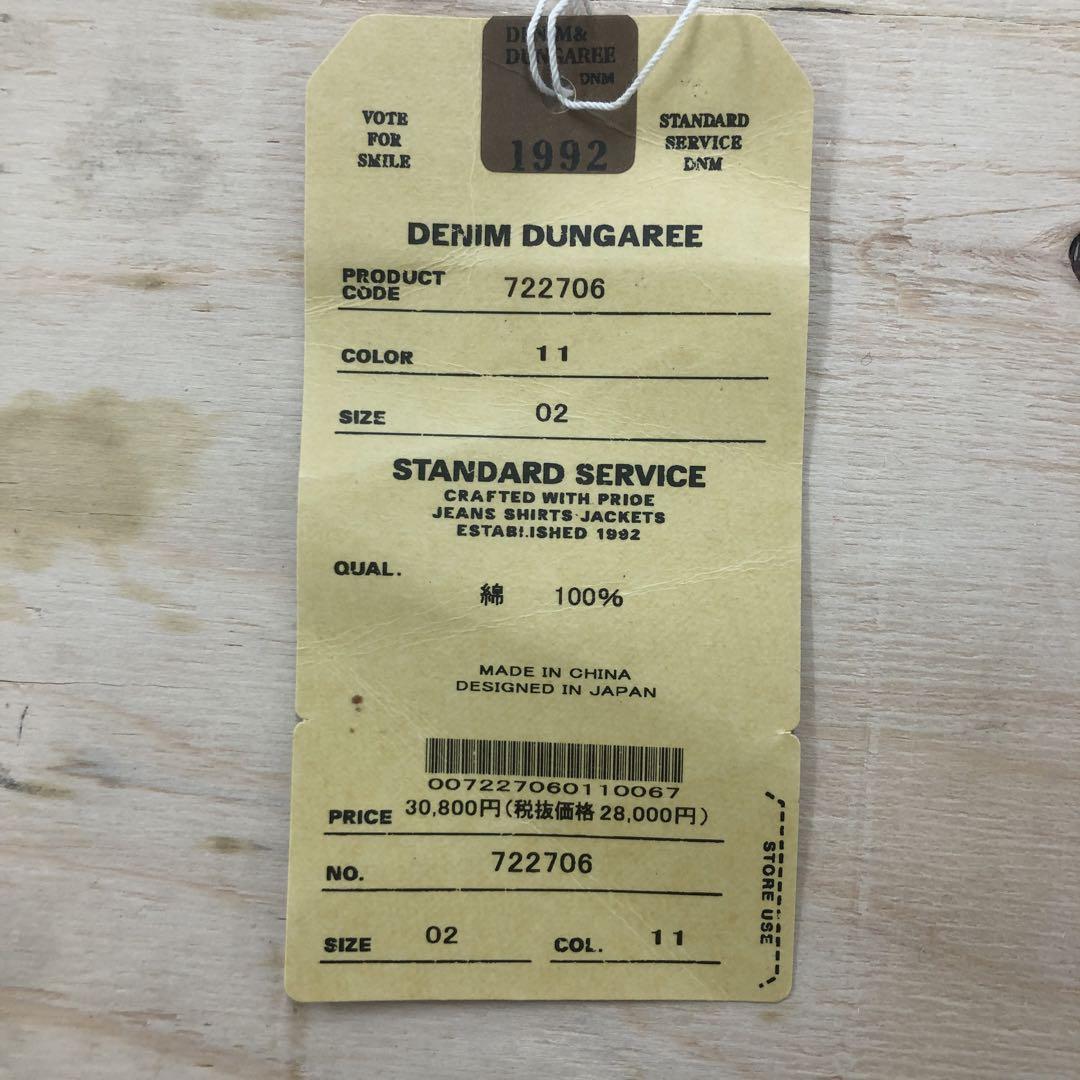 DENIM&
DUNGAREE
DNM
1992
VOTE
FOR
SMILE
STANDARD
SERVICE
DNM
DENIM DUNGAREE
PRODUCT
CODE
722706
COLOR 11
SIZE 02
STANDARD SERVICE
CRAFTED WITH PRIDE
JEANS SHIRTS JACKETS
ESTABLISHED 1992
QUAL.
綿 100%
MADE IN CHINA
DESIGNED IN JAPAN
007227060110067
PRICE 30,800円(税抜価格 28,000円)
NO. 722706
SIZE 02 COL. 11
STORE USE